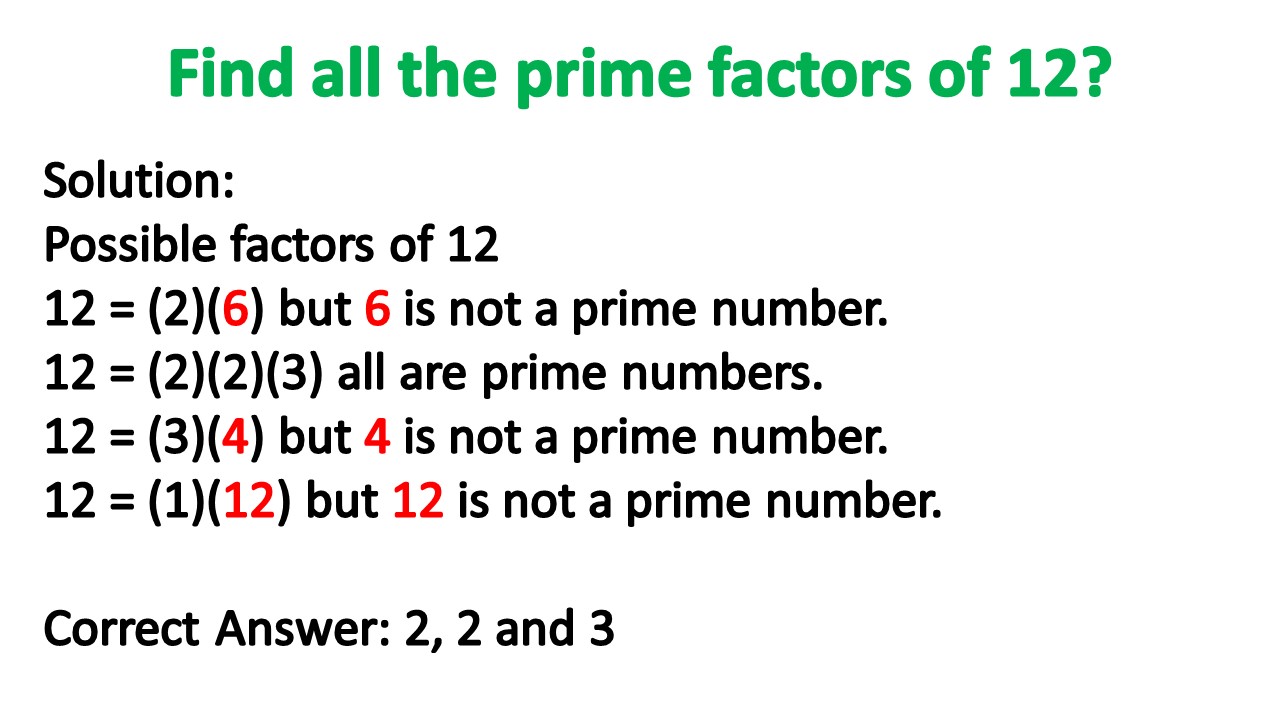 Find all the prime factors of 12?
Solution:
Possible factors of 12
12 = (2)(6) but 6 is not a prime number.
12 = (2)(2)(3) all are prime numbers.
12 = (3)(4) but 4 is not a prime number.
12 = (1)(12) but 12 is not a prime number.
Correct Answer: 2, 2 and 3